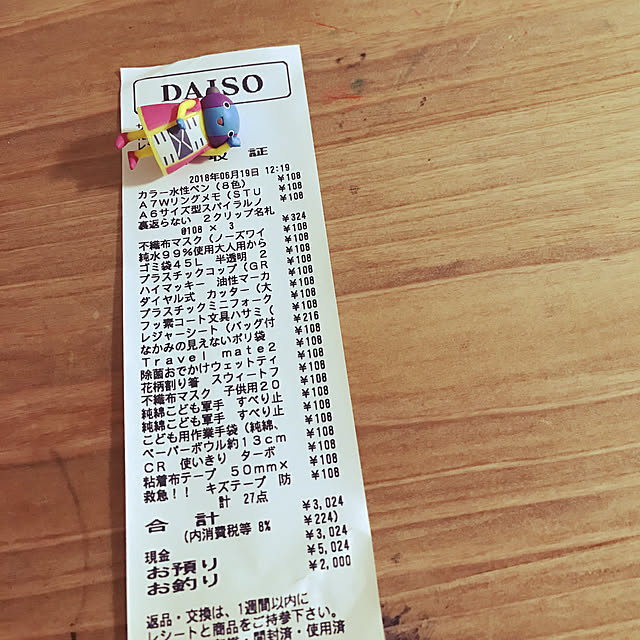 DAISO
収 証
2018年06月19日 12:19
カラー水性ペン（8色） ¥108
A7Wリングメモ（STU ¥108
A6サイズ型スパイラルノ ¥108
裏返らない 2クリップ名札
@108 × 3 ¥324
不織布マスク（ノーズワイ ¥108
純水99%使用大人用から ¥108
ゴミ袋45L 半透明 2 ¥108
プラスチックコップ（GR ¥108
ハイマッキー 油性マーカ ¥108
ダイヤル式 カッター（大 ¥108
プラスチックミニフォーク ¥108
フッ素コート文具ハサミ（ ¥108
レジャーシート（バッグ付 ¥216
なかみの見えないポリ袋 ¥108
Travel mate2 ¥108
除菌おでかけウェットティ ¥108
花柄割り箸 スウィートフ ¥108
不織布マスク 子供用20 ¥108
純綿こども軍手 すべり止 ¥108
純綿こども軍手 すべり止 ¥108
こども用作業手袋（純綿、 ¥108
ペーパーボウル約13cm ¥108
CR 使いきり ターボ ¥108
粘着布テープ 50mm× ¥108
救急！！ キズテープ 防 ¥108
計 27点
合 計 ¥3,024
（内消費税等 8% ¥224）
現金 ¥3,024
お預り ¥5,024
お釣り ¥2,000
返品・交換は、1週間以内に
レシートと商品をご持参下さい。
開封済・使用済